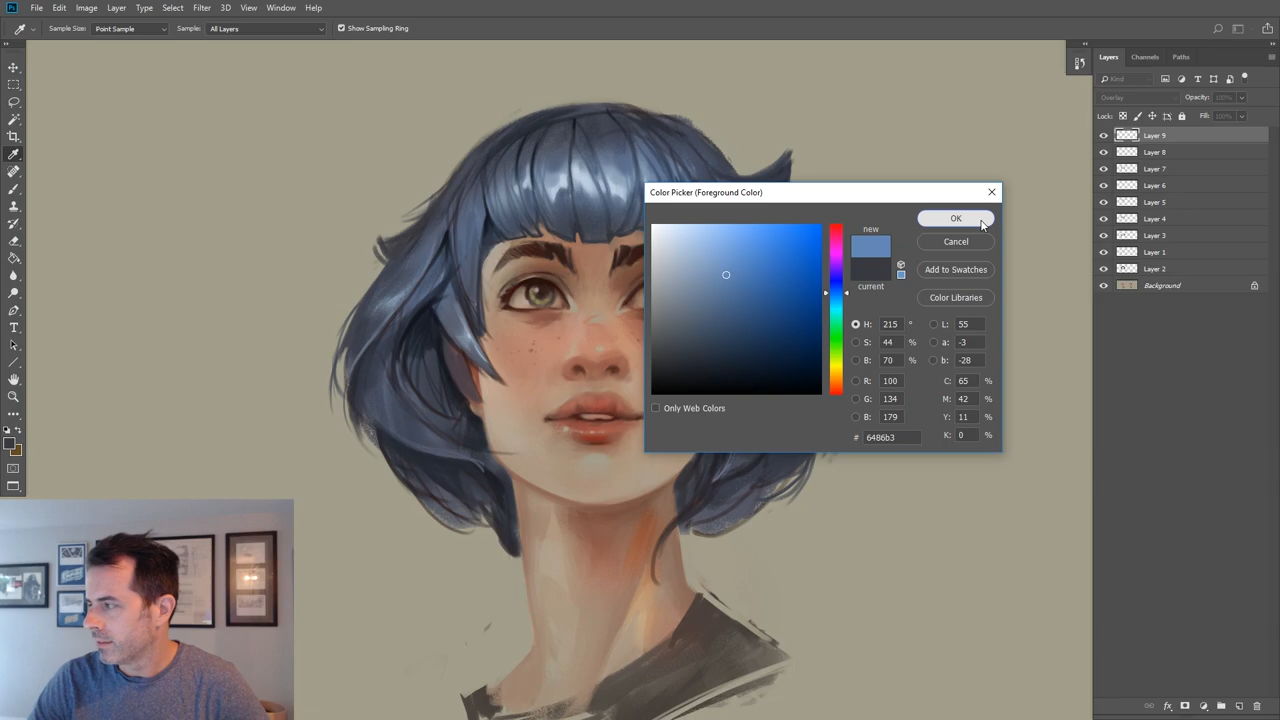 Ps File Edit Image Layer Type Select Filter 3D View Window Help
Sample Size: Point Sample Sample: All Layers Show Sampling Ring
Layers Channels Paths
Kind
Overlay Opacity: 100%
Lock: Fill: 100%
Layer 9
Layer 8
Layer 7
Layer 6
Layer 5
Layer 4
Layer 3
Layer 1
Layer 2
Background
Color Picker (Foreground Color)
new
current
OK
Cancel
Add to Swatches
Color Libraries
H: 215 ° L: 55
S: 44 % a: -3
B: 70 % b: -28
R: 100 C: 65 %
G: 134 M: 42 %
B: 179 Y: 11 %
# 6486b3 K: 0 %
Only Web Colors